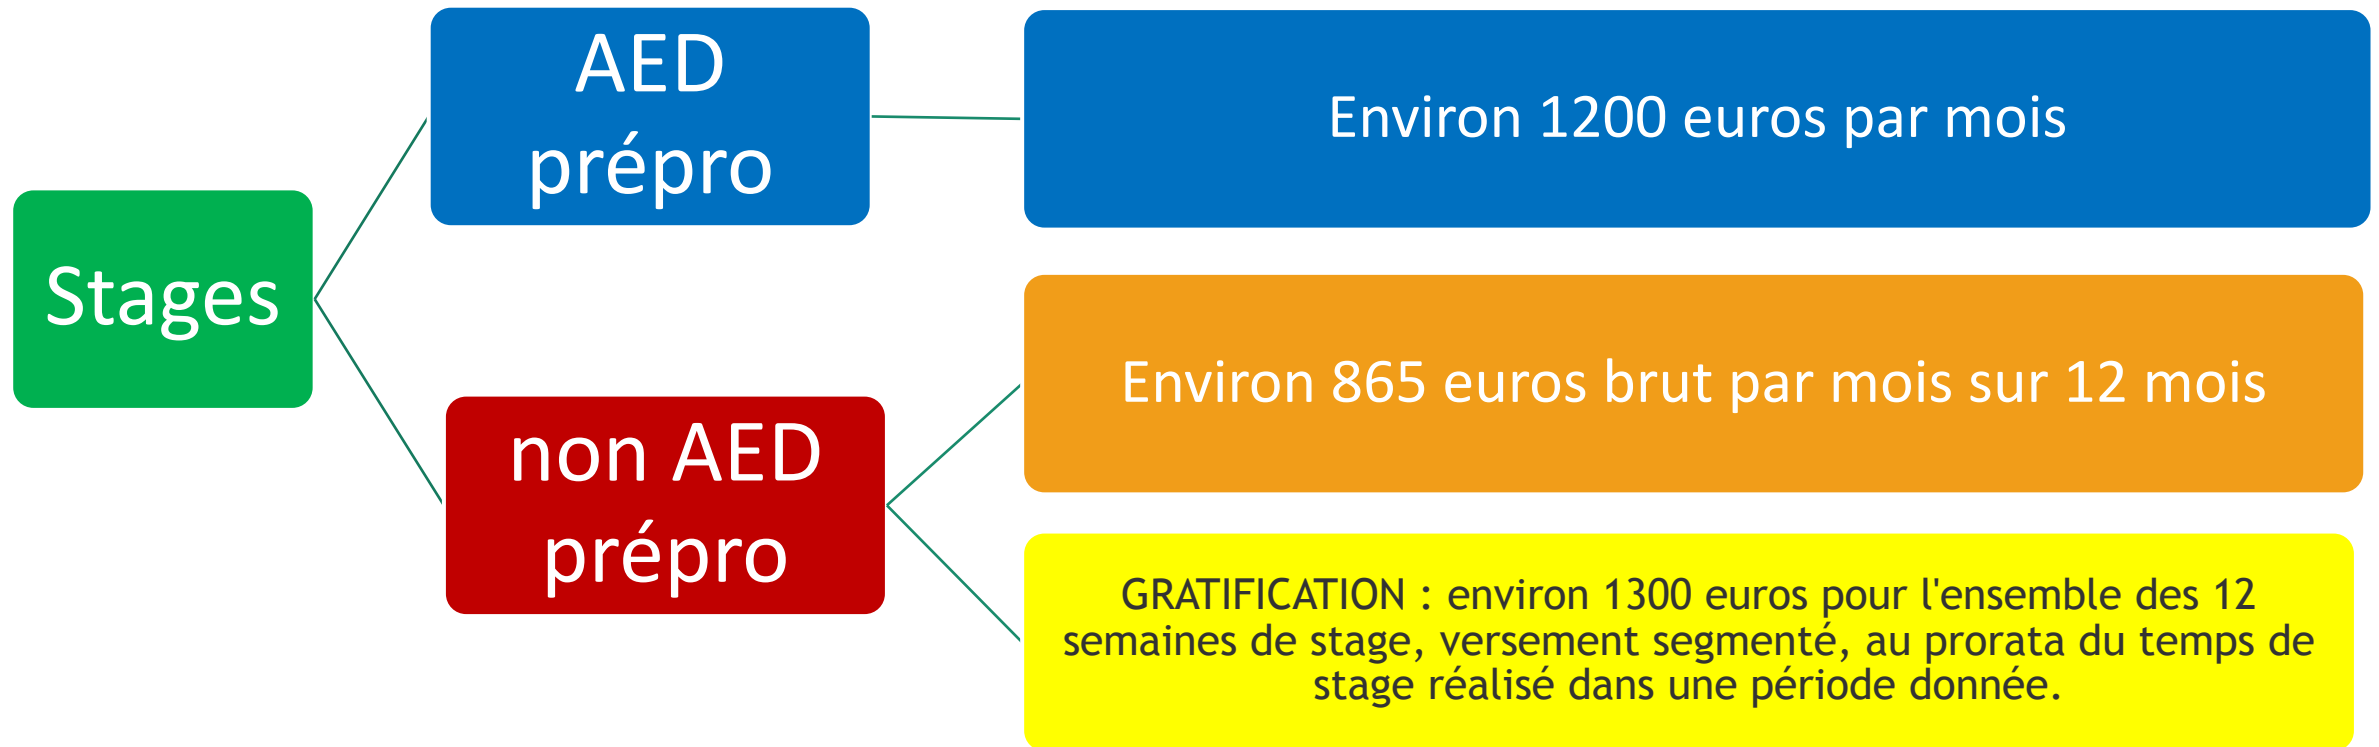 Stages
AED
prépro
Environ 1200 euros par mois
non AED
prépro
Environ 865 euros brut par mois sur 12 mois
GRATIFICATION : environ 1300 euros pour l'ensemble des 12
semaines de stage, versement segmenté, au prorata du temps de
stage réalisé dans une période donnée.